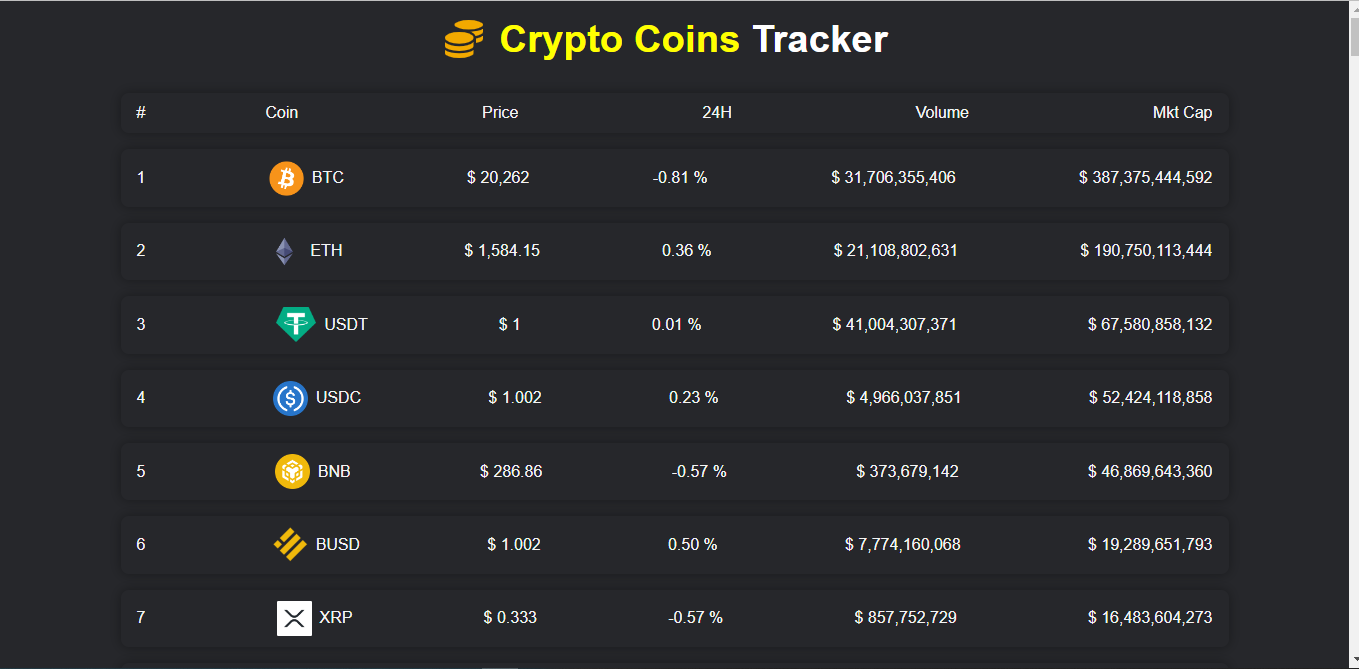 Crypto Coins Tracker
# Coin Price 24H Volume Mkt Cap
1 BTC $ 20,262 -0.81 % $ 31,706,355,406 $ 387,375,444,592
2 ETH $ 1,584.15 0.36 % $ 21,108,802,631 $ 190,750,113,444
3 USDT $ 1 0.01 % $ 41,004,307,371 $ 67,580,858,132
4 USDC $ 1.002 0.23 % $ 4,966,037,851 $ 52,424,118,858
5 BNB $ 286.86 -0.57 % $ 373,679,142 $ 46,869,643,360
6 BUSD $ 1.002 0.50 % $ 7,774,160,068 $ 19,289,651,793
7 XRP $ 0.333 -0.57 % $ 857,752,729 $ 16,483,604,273